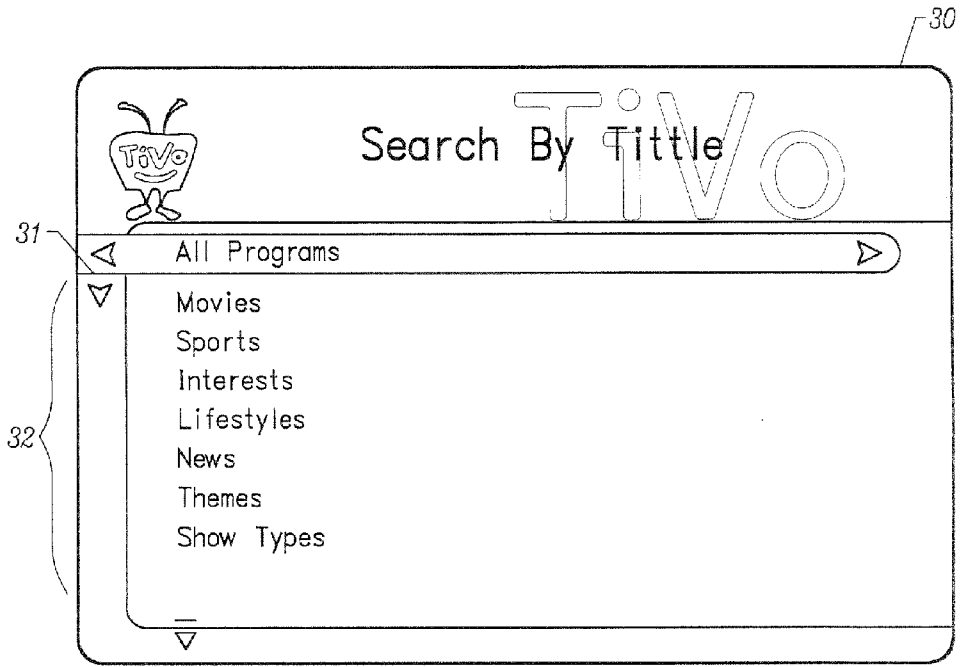 30
TiVo
TiVo
Search By Tittle
31
All Programs
Movies
Sports
Interests
Lifestyles
32
News
Themes
Show Types